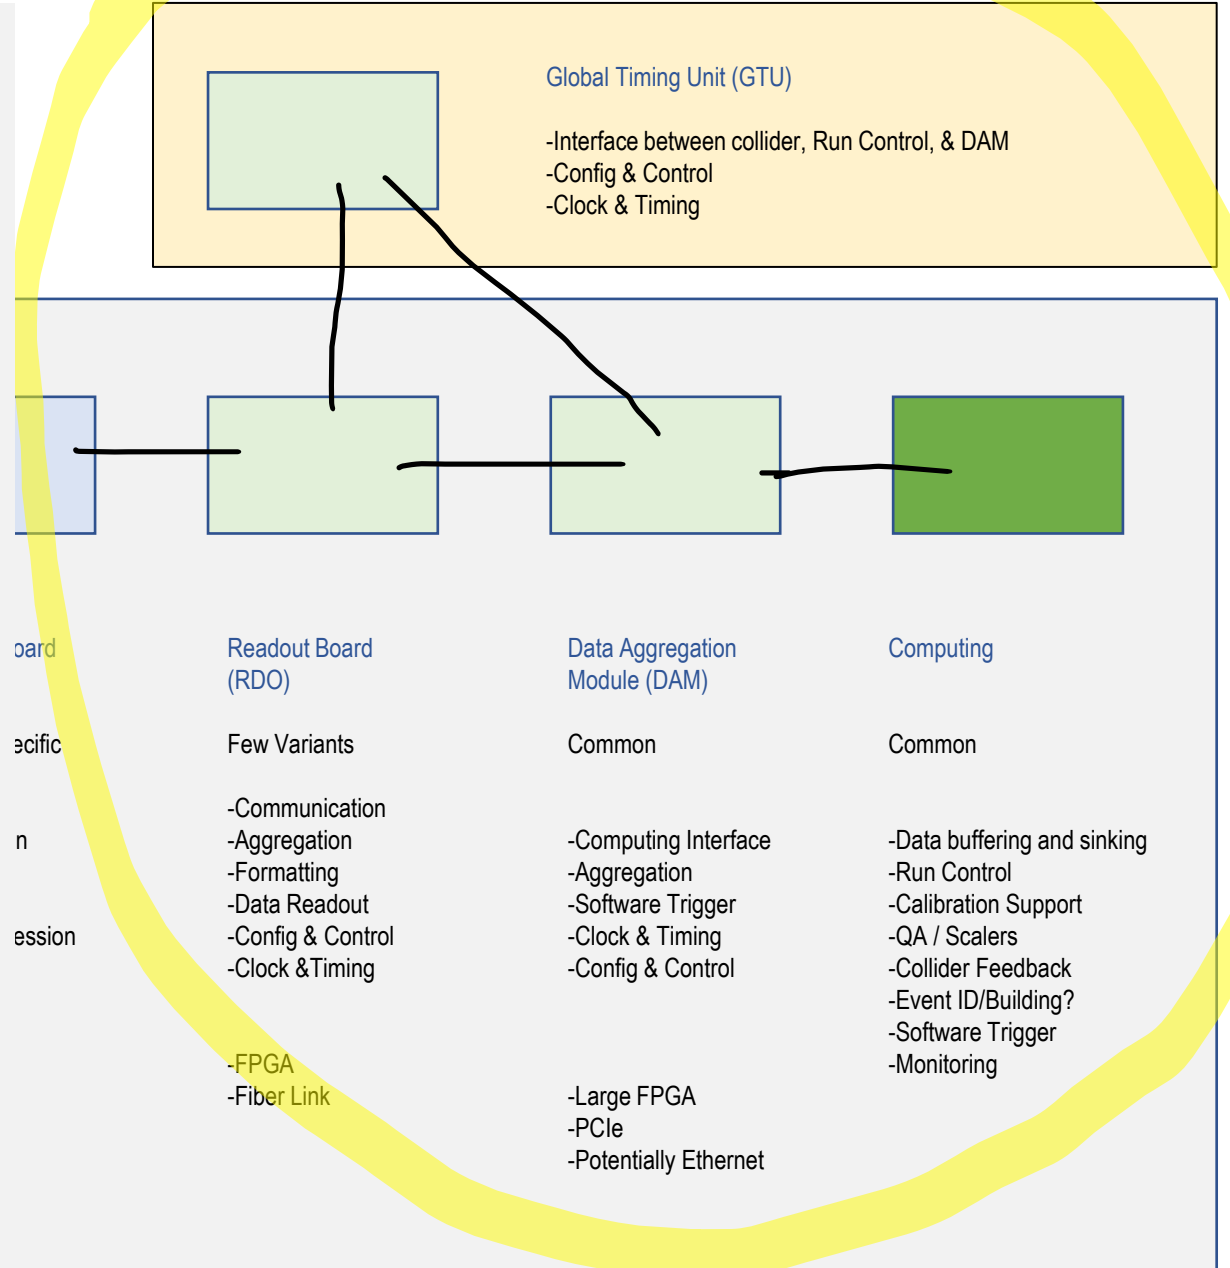 Global Timing Unit (GTU)
-Interface between collider, Run Control, & DAM
-Config & Control
-Clock & Timing
oard
ecific
n
ession
Readout Board
(RDO)
Few Variants
-Communication
-Aggregation
-Formatting
-Data Readout
-Config & Control
-Clock &Timing
-FPGA
-Fiber Link
Data Aggregation
Module (DAM)
Common
-Computing Interface
-Aggregation
-Software Trigger
-Clock & Timing
-Config & Control
-Large FPGA
-PCIe
-Potentially Ethernet
Computing
Common
-Data buffering and sinking
-Run Control
-Calibration Support
-QA / Scalers
-Collider Feedback
-Event ID/Building?
-Software Trigger
-Monitoring